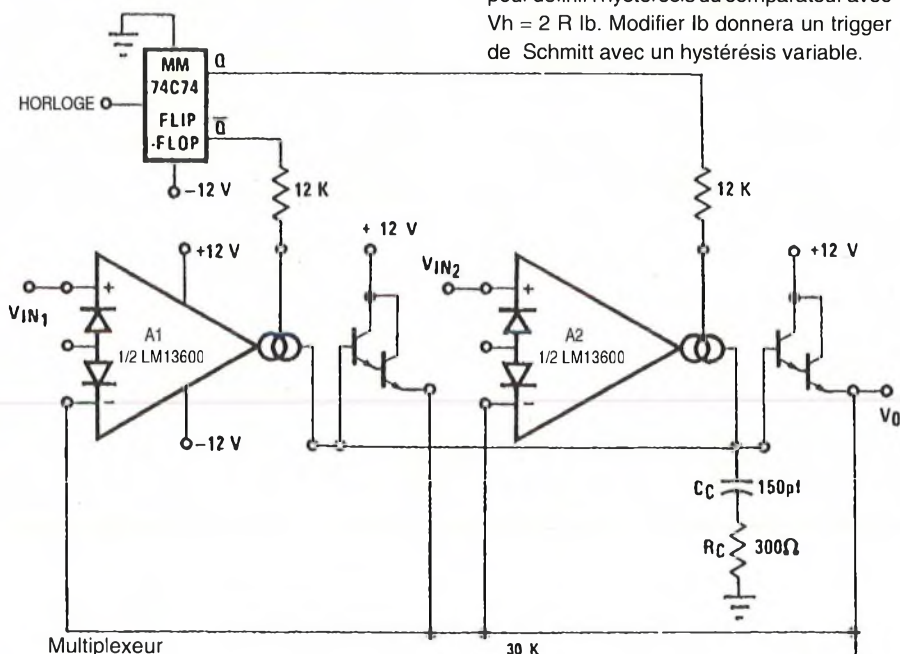 pour définir l'hystérésis du comparateur avec
Vh = 2 R Ib. Modifier Ib donnera un trigger
de Schmitt avec un hystérésis variable.
MM
74C74
FLIP
-FLOP
Q
Q̅
HORLOGE
-12 V
12 K
12 K
+12 V
+ 12 V
+12 V
VIN1
VIN2
+
+
A1
1/2 LM13600
A2
1/2 LM13600
-
-
-12 V
V0
CC 150pf
RC 300Ω
Multiplexeur
30 K